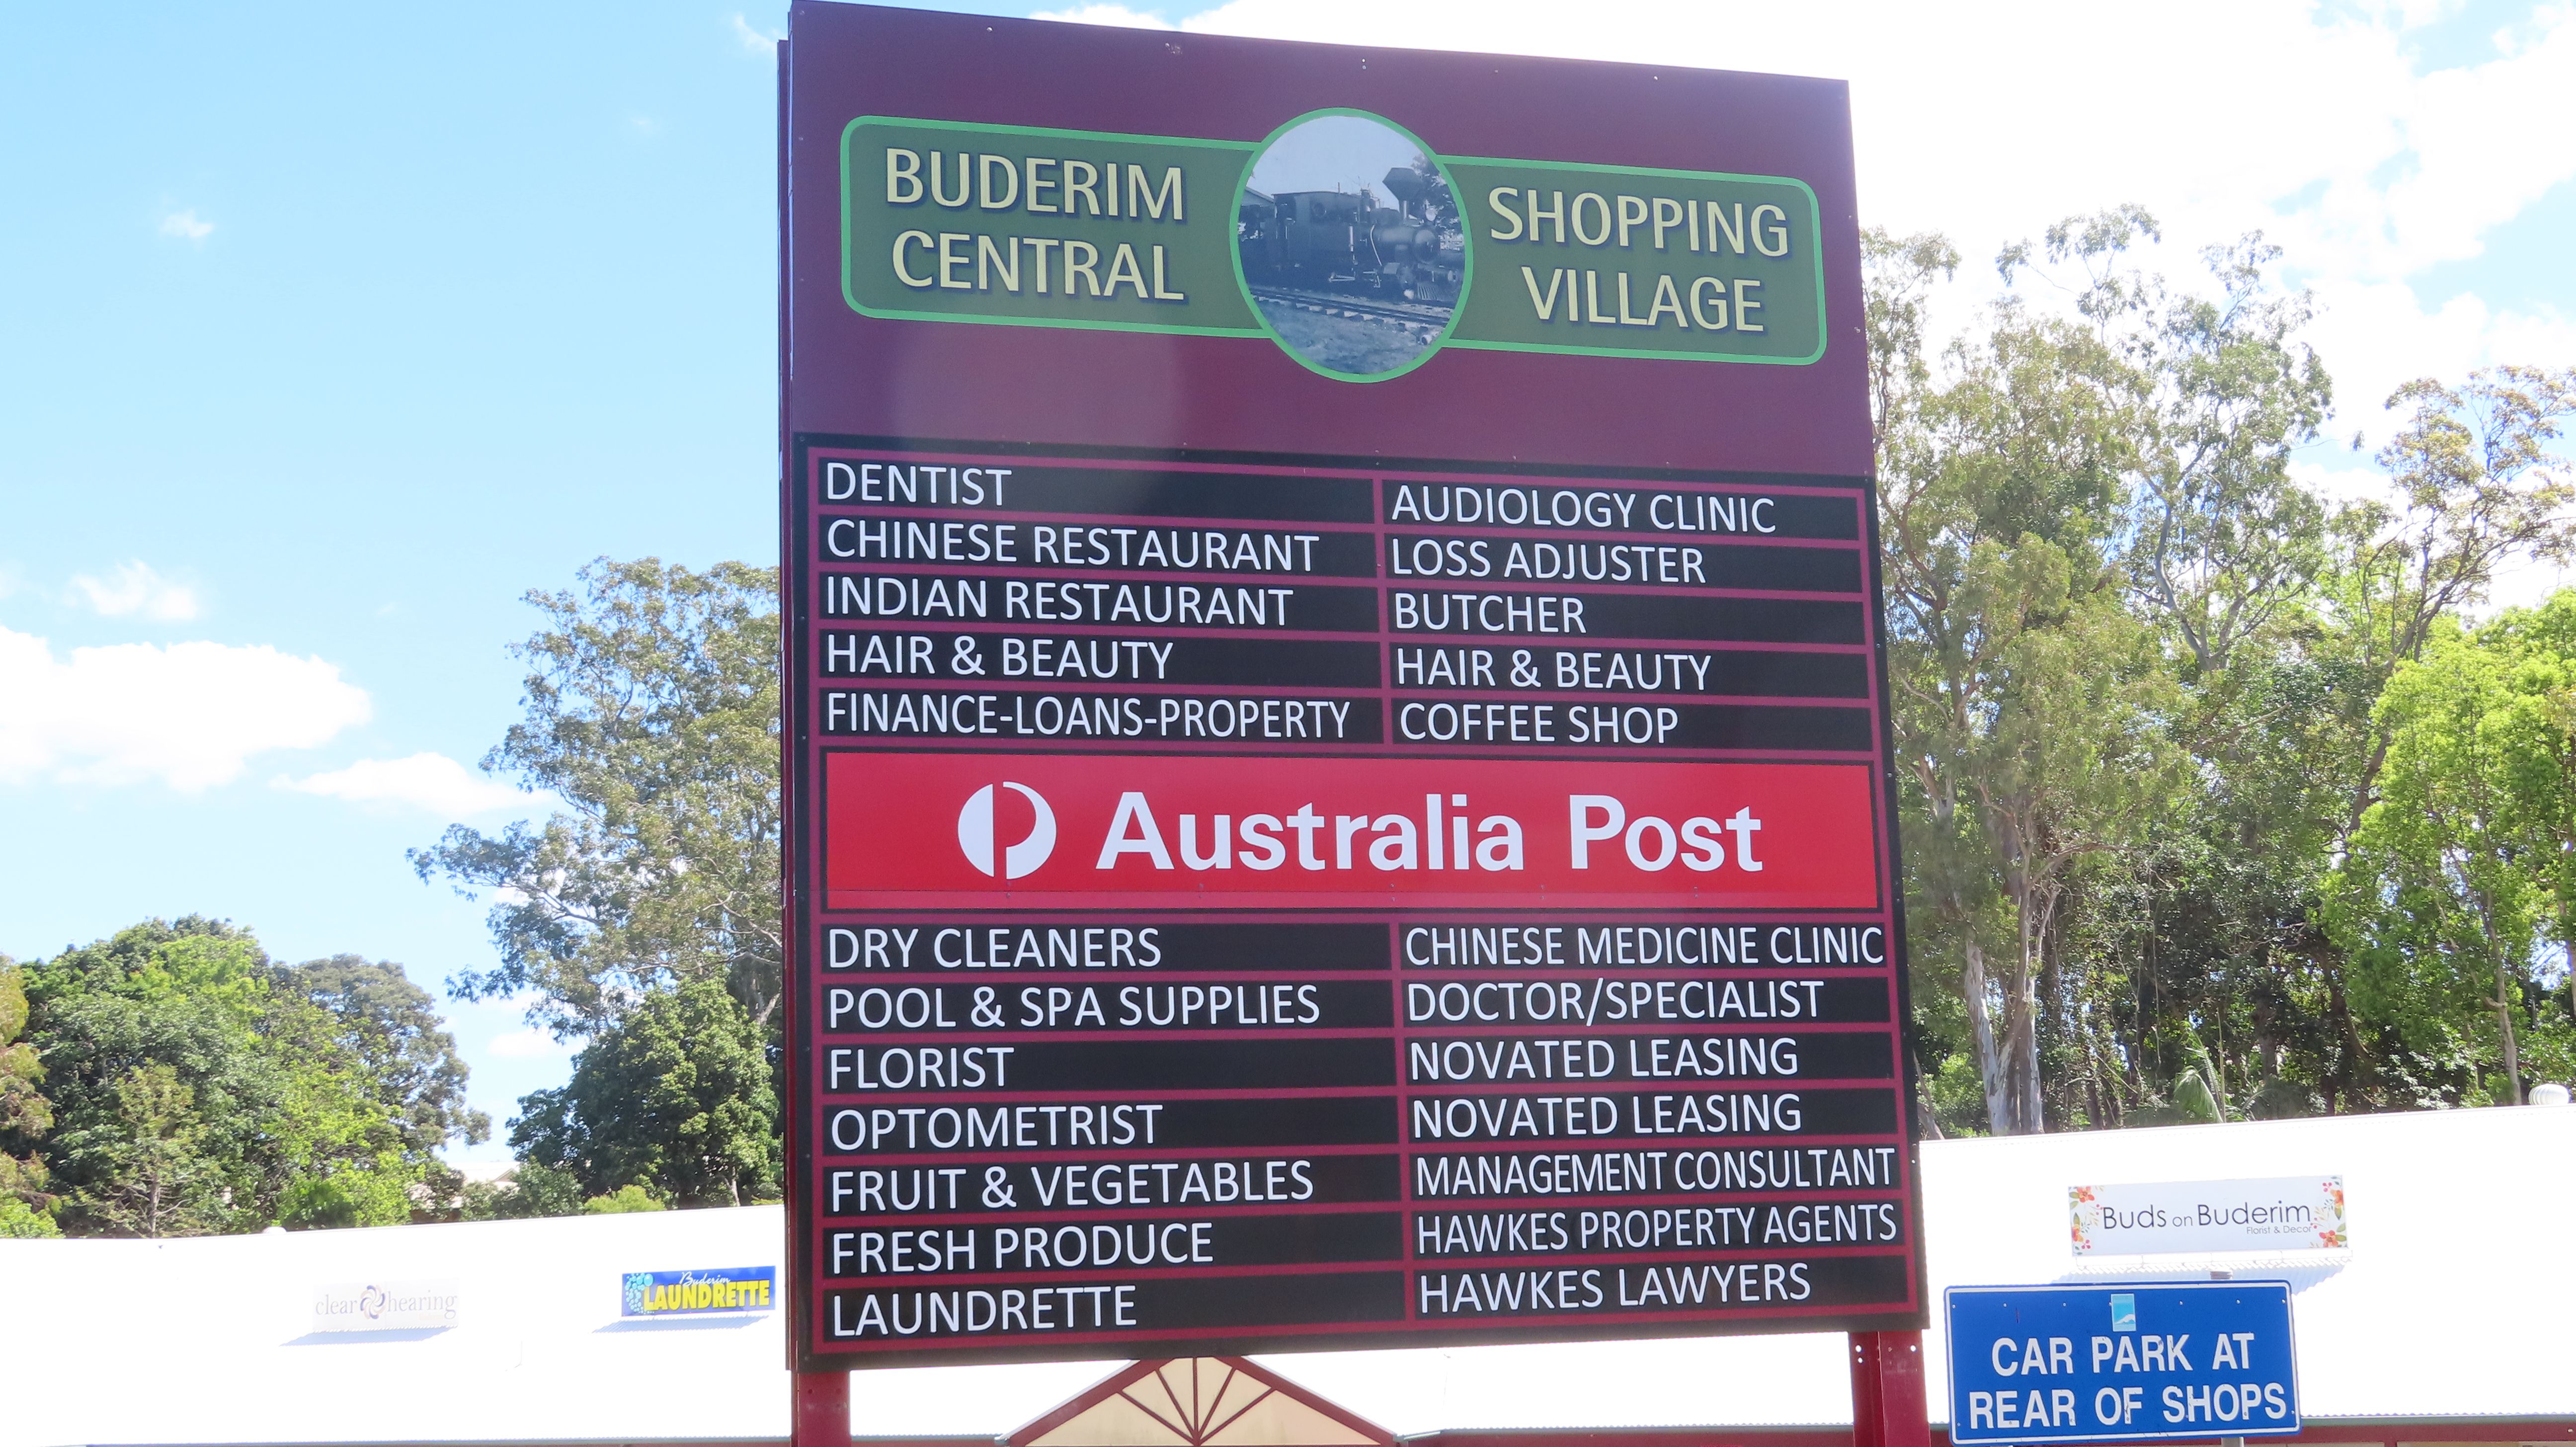 BUDERIM
CENTRAL
SHOPPING
VILLAGE
DENTIST
CHINESE RESTAURANT
INDIAN RESTAURANT
HAIR & BEAUTY
FINANCE-LOANS-PROPERTY
AUDIOLOGY CLINIC
LOSS ADJUSTER
BUTCHER
HAIR & BEAUTY
COFFEE SHOP
Australia Post
DRY CLEANERS
POOL & SPA SUPPLIES
FLORIST
OPTOMETRIST
FRUIT & VEGETABLES
FRESH PRODUCE
LAUNDRETTE
CHINESE MEDICINE CLINIC
DOCTOR/SPECIALIST
NOVATED LEASING
NOVATED LEASING
MANAGEMENT CONSULTANT
HAWKES PROPERTY AGENTS
HAWKES LAWYERS
clear hearing
Buderim
LAUNDRETTE
Buds on Buderim
Florist & Decor
CAR PARK AT
REAR OF SHOPS